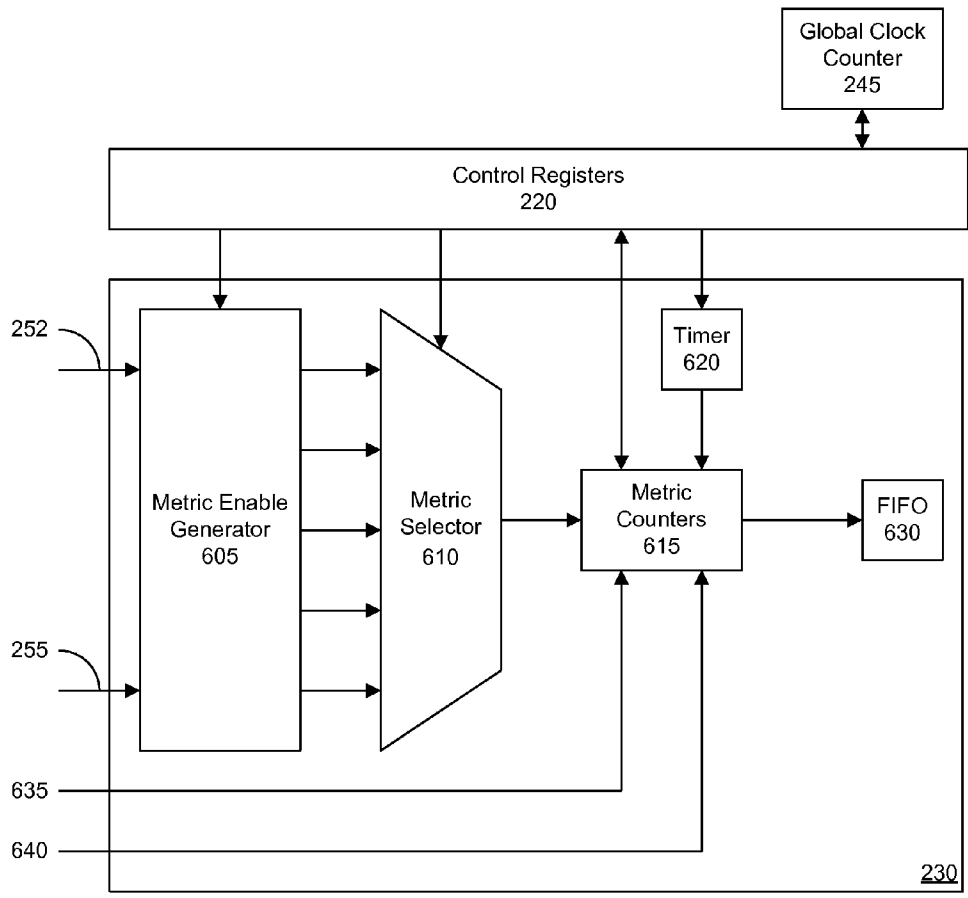 Global Clock
Counter
245
Control Registers
220
252
Timer
620
Metric Enable
Generator
605
Metric
Selector
610
Metric
Counters
615
FIFO
630
255
635
640
230